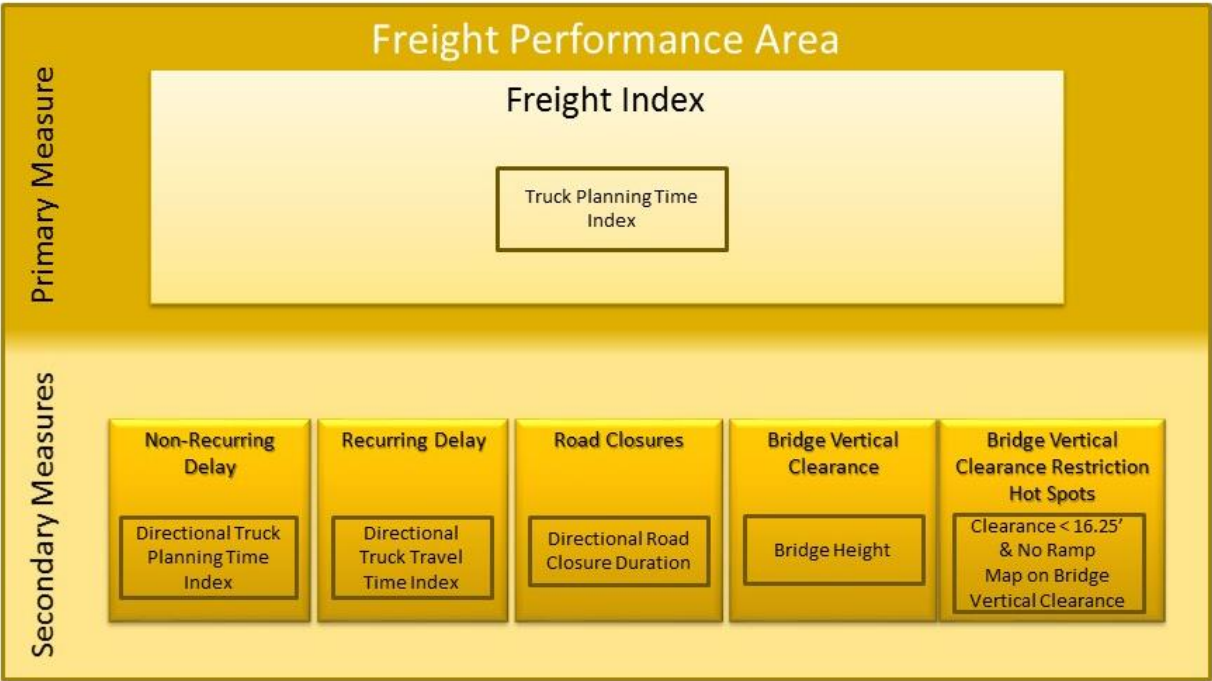 Freight Performance Area
Primary Measure
Freight Index
Truck Planning Time
Index
Secondary Measures
Non-Recurring
Delay
Directional Truck
Planning Time
Index
Recurring Delay
Directional
Truck Travel
Time Index
Road Closures
Directional Road
Closure Duration
Bridge Vertical
Clearance
Bridge Height
Bridge Vertical
Clearance Restriction
Hot Spots
Clearance < 16.25’
& No Ramp
Map on Bridge
Vertical Clearance